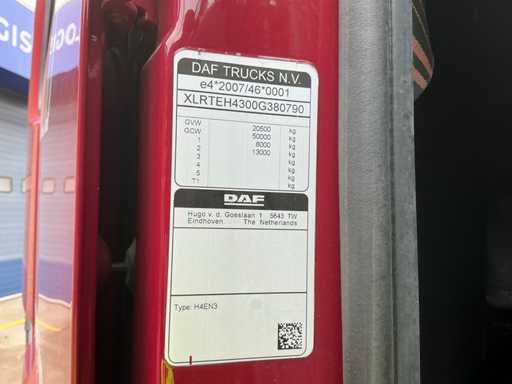 GIS
LOG
DAF TRUCKS N.V.
e4*2007/46*0001
XLRTEH4300G380790
GVW 20500 kg
GCW 50000 kg
1 8000 kg
2 13000 kg
3 kg
4 kg
5 kg
T1 kg
DAF
Hugo v. d. Goeslaan 1 5643 TW
Eindhoven The Netherlands
Type: H4EN3